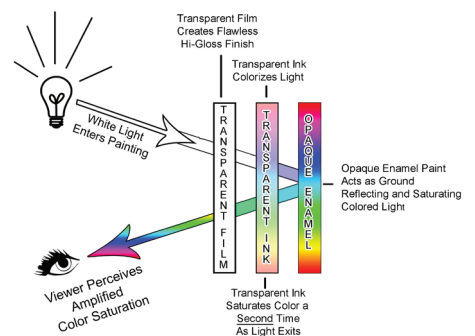 Transparent Film
Creates Flawless
Hi-Gloss Finish
Transparent Ink
Colorizes Light
White Light
Enters Painting
TRANSPARENT FILM
TRANSPARENT INK
OPAQUE ENAMEL
Opaque Enamel Paint
Acts as Ground
Reflecting and Saturating
Colored Light
Viewer Perceives
Amplified
Color Saturation
Transparent Ink
Saturates Color a
Second Time
As Light Exits